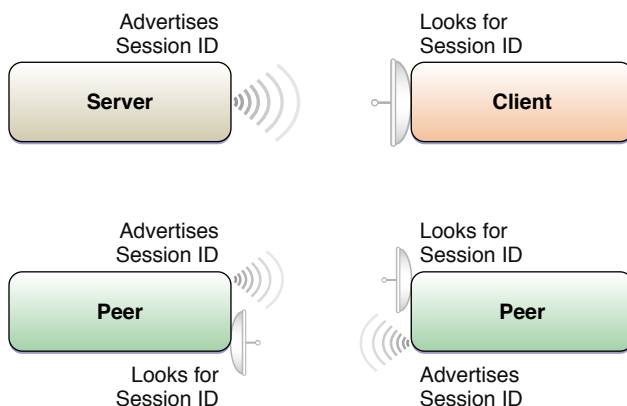 Advertises
Session ID
Looks for
Session ID
Server
Client
Advertises
Session ID
Looks for
Session ID
Peer
Peer
Looks for
Session ID
Advertises
Session ID